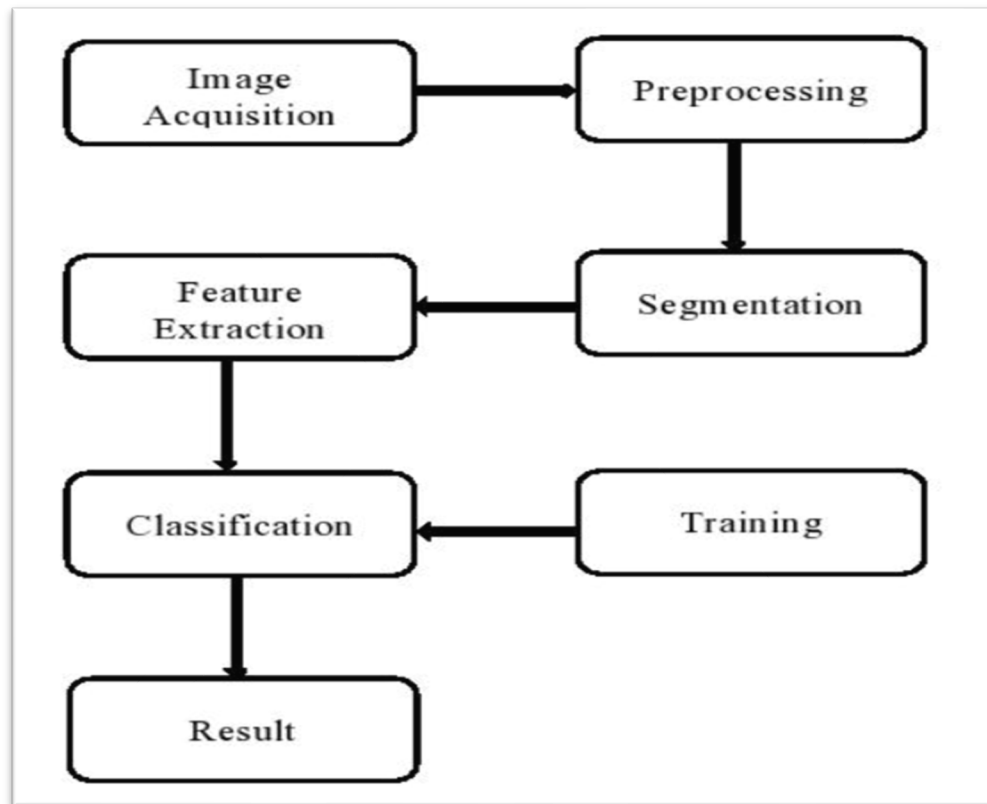 Image
Acquisition
Preprocessing
Feature
Extraction
Segmentation
Classification
Training
Result